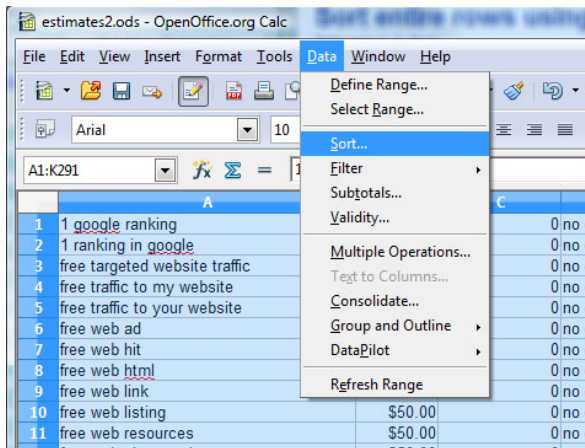 estimates2.ods - OpenOffice.org Calc
Sort entire rows using
File Edit View Insert Format Tools Data Window Help
Define Range...
Select Range...
Arial 10
Sort...
A1:K291 =
Filter
Subtotals...
Validity...
Multiple Operations...
Text to Columns...
Consolidate...
Group and Outline
DataPilot
Refresh Range
A C
1 1 google ranking 0 no
2 1 ranking in google 0 no
3 free targeted website traffic 0 no
4 free traffic to my website 0 no
5 free traffic to your website 0 no
6 free web ad 0 no
7 free web hit 0 no
8 free web html 0 no
9 free web link 0 no
10 free web listing $50.00 0 no
11 free web resources $50.00 0 no